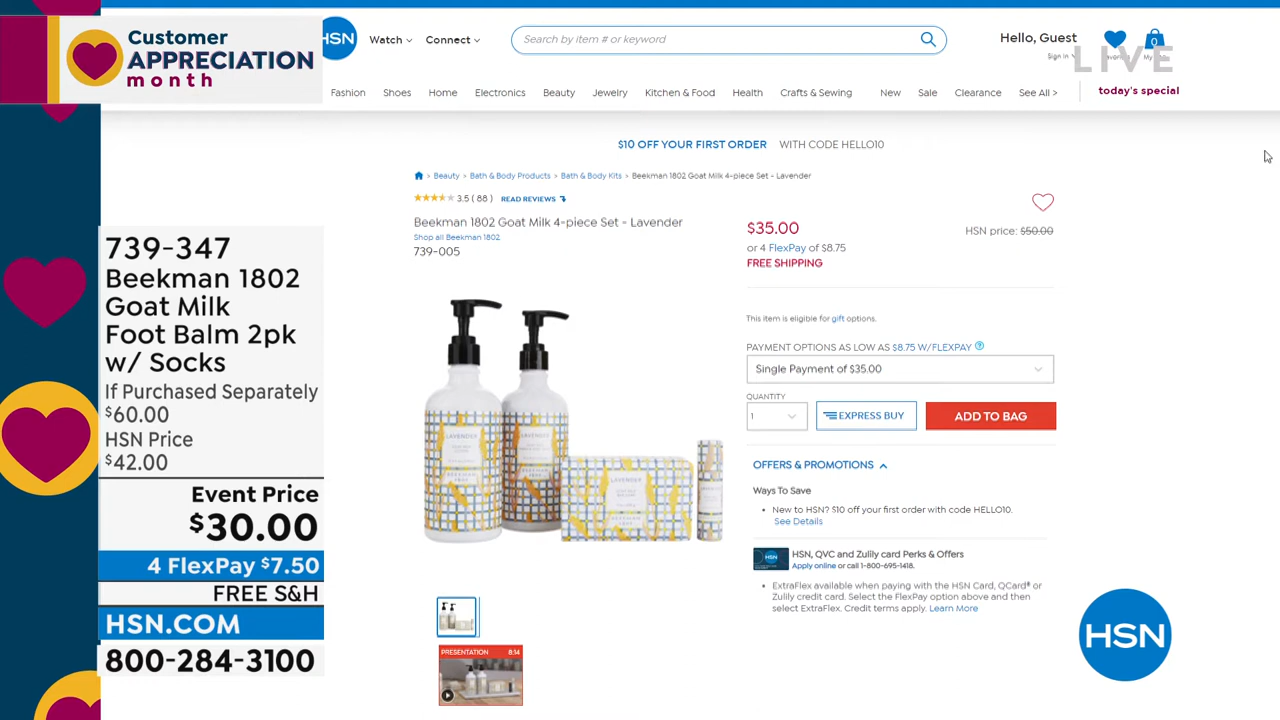 Customer
APPRECIATION
month
HSN
Watch
Connect
Search by item # or keyword
Hello, Guest
Sign in
0
LIVE
Fashion
Shoes
Home
Electronics
Beauty
Jewelry
Kitchen & Food
Health
Crafts & Sewing
New
Sale
Clearance
See All >
today's special
$10 OFF YOUR FIRST ORDER WITH CODE HELLO10
Beauty > Bath & Body Products > Bath & Body Kits > Beekman 1802 Goat Milk 4-piece Set - Lavender
3.5 ( 88 ) READ REVIEWS
Beekman 1802 Goat Milk 4-piece Set - Lavender
Shop all Beekman 1802
739-005
$35.00
HSN price: $50.00
or 4 FlexPay of $8.75
FREE SHIPPING
This item is eligible for gift options.
PAYMENT OPTIONS AS LOW AS $8.75 W/FLEXPAY
Single Payment of $35.00
QUANTITY
1
EXPRESS BUY
ADD TO BAG
OFFERS & PROMOTIONS
Ways To Save
• New to HSN? $10 off your first order with code HELLO10.
See Details
HSN, QVC and Zulily card Perks & Offers
Apply online or call 1-800-695-1418.
• ExtraFlex available when paying with the HSN Card, QCard® or
Zulily credit card. Select the FlexPay option above and then
select ExtraFlex. Credit terms apply. Learn More
LAVENDER
LAVENDER
LAVENDER
PRESENTATION 8:14
739-347
Beekman 1802
Goat Milk
Foot Balm 2pk
w/ Socks
If Purchased Separately
$60.00
HSN Price
$42.00
Event Price
$30.00
4 FlexPay $7.50
FREE S&H
HSN.COM
800-284-3100
HSN